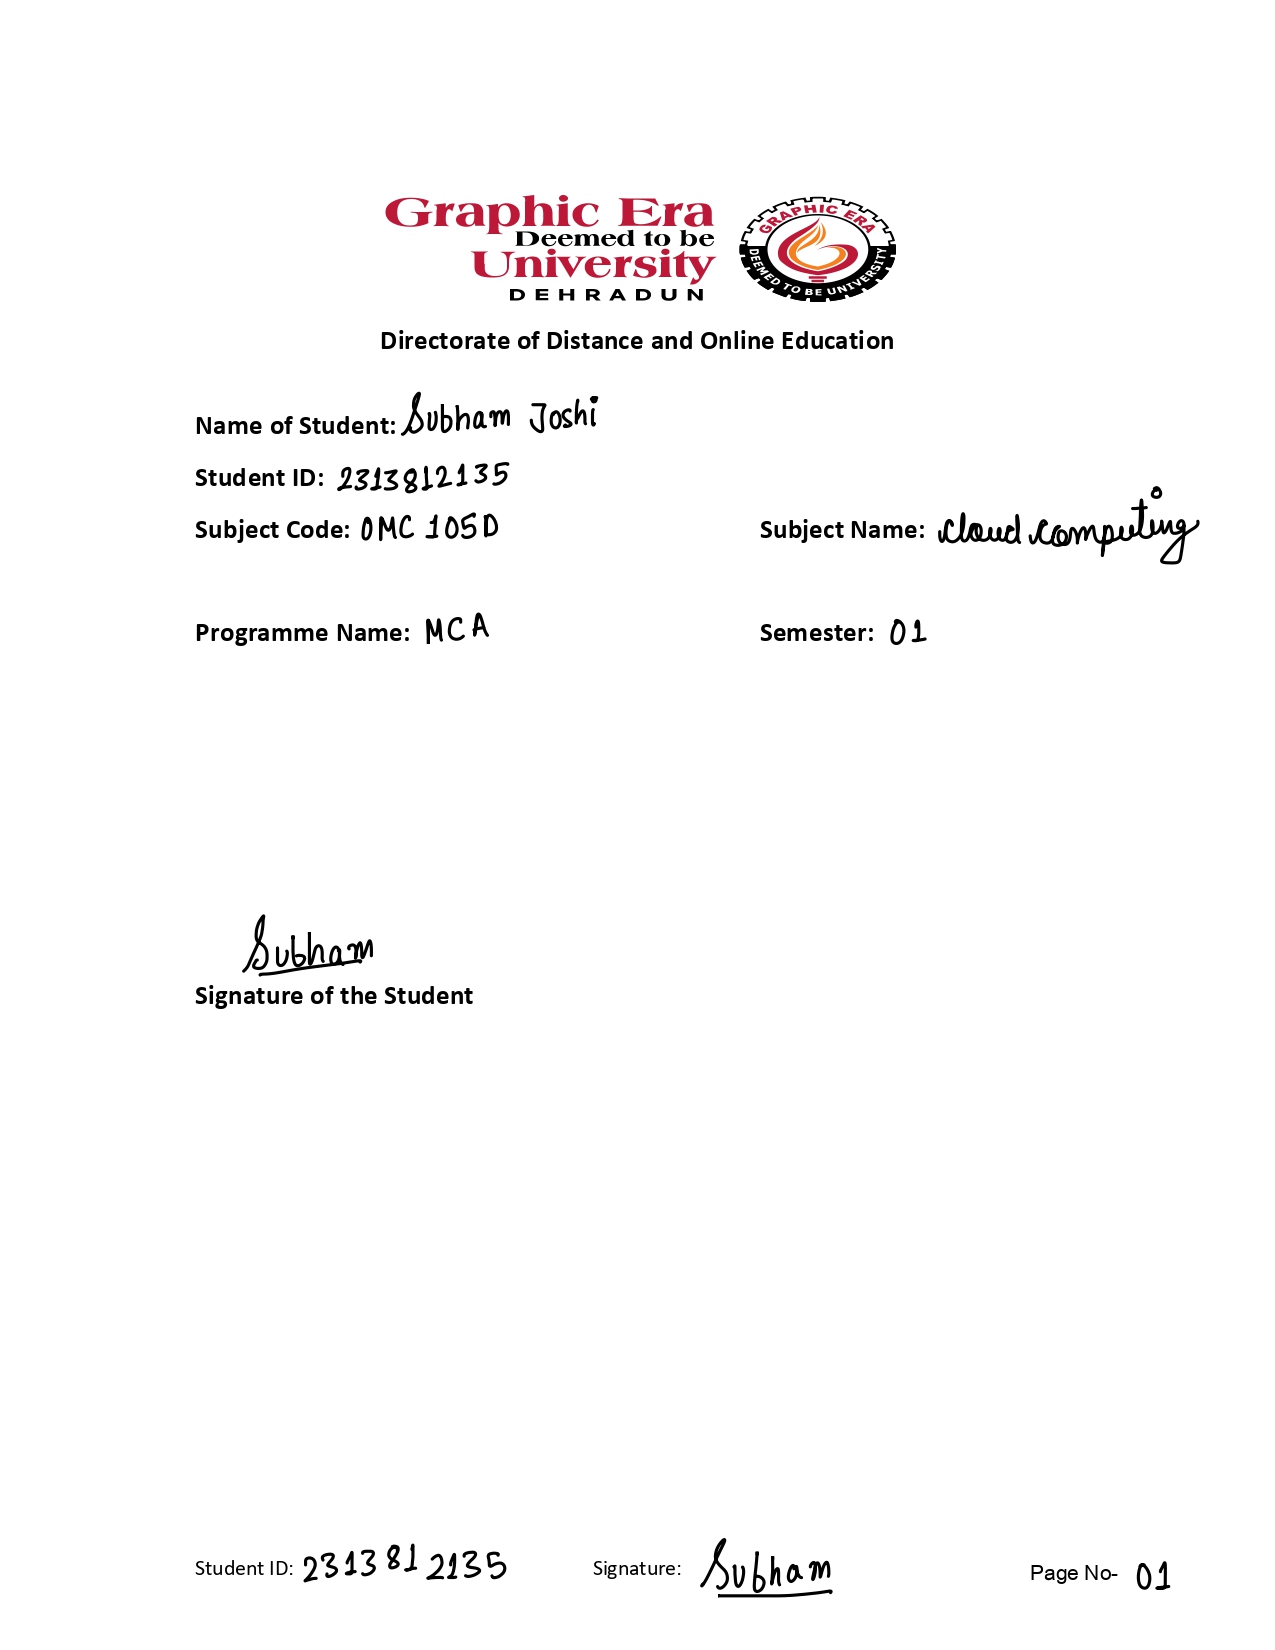 Graphic Era
Deemed to be
University
DEHRADUN
GRAPHIC ERA
DEEMED TO BE UNIVERSITY
Directorate of Distance and Online Education
Name of Student: Subham Joshi
Student ID: 2313812135
Subject Code: OMC 105D Subject Name: cloud computing
Programme Name: MCA Semester: 01
Subham
Signature of the Student
Student ID: 2313812135 Signature: Subham Page No- 01